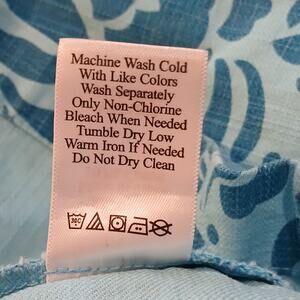 Machine Wash Cold
With Like Colors
Wash Separately
Only Non-Chlorine
Bleach When Needed
Tumble Dry Low
Warm Iron If Needed
Do Not Dry Clean
30C